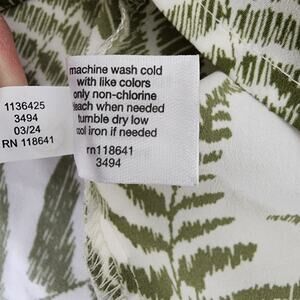 1136425
3494
03/24
RN 118641
machine wash cold
with like colors
only non-chlorine
bleach when needed
tumble dry low
cool iron if needed
rn118641
3494